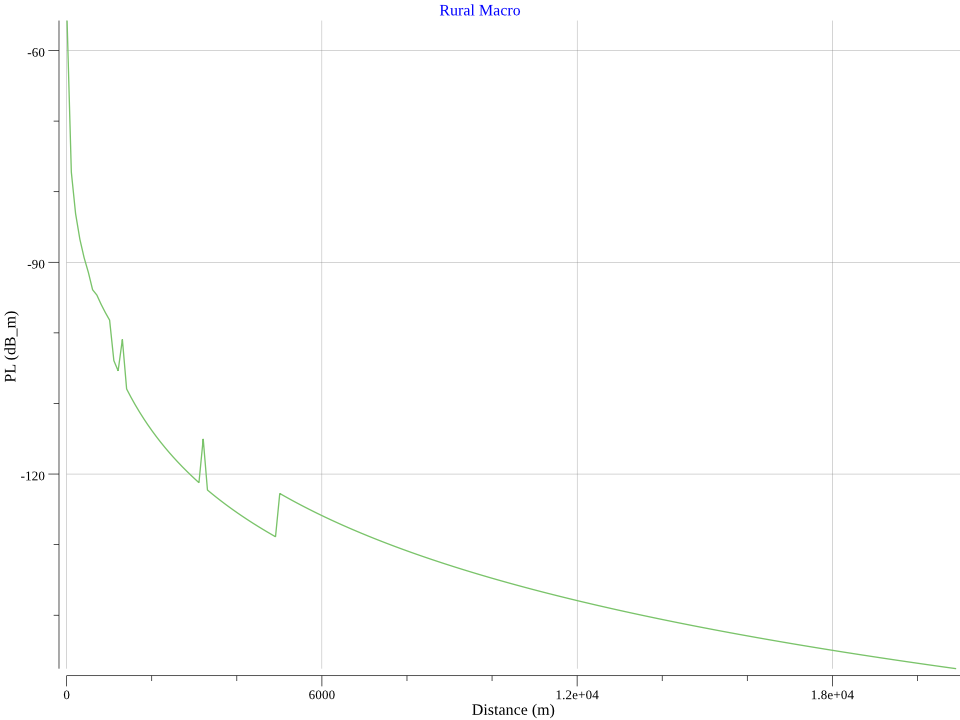 Rural Macro
-60
-90
-120
PL (dB_m)
0
6000
1.2e+04
1.8e+04
Distance (m)